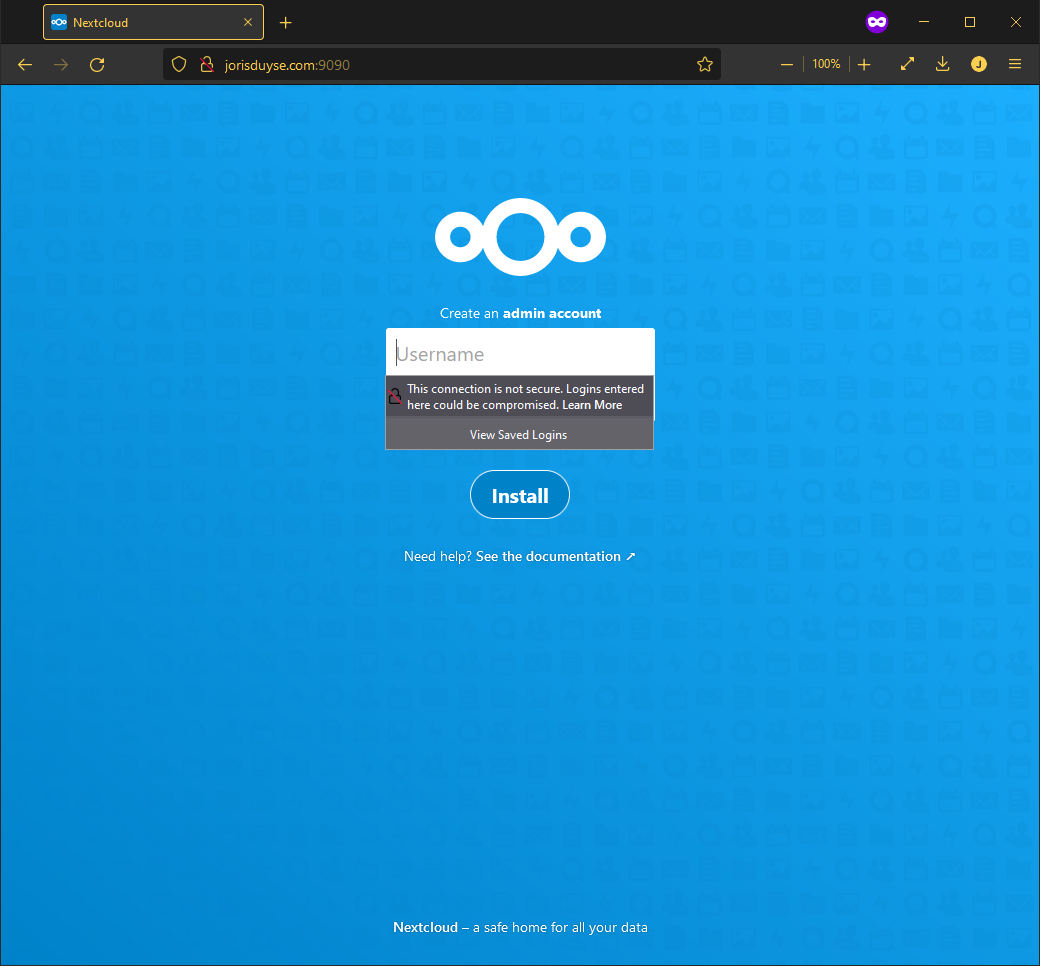 Nextcloud
jorisduyse.com:9090
100%
J
Create an admin account
Username
This connection is not secure. Logins entered
here could be compromised. Learn More
View Saved Logins
Install
Need help? See the documentation ↗
Nextcloud – a safe home for all your data